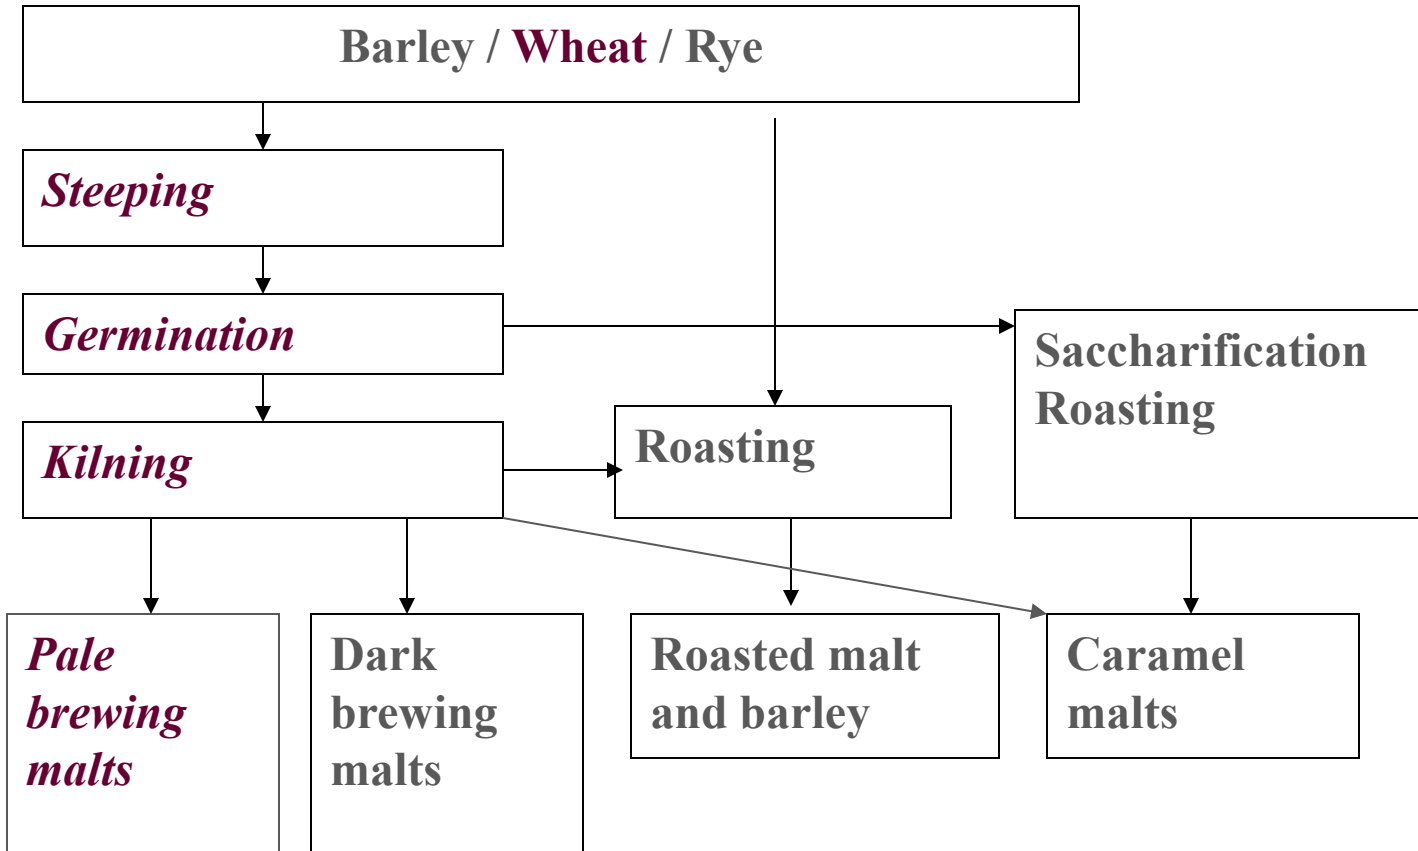 Barley / Wheat / Rye
Steeping
Germination
Saccharification
Roasting
Kilning
Roasting
Pale
brewing
malts
Dark
brewing
malts
Roasted malt
and barley
Caramel
malts